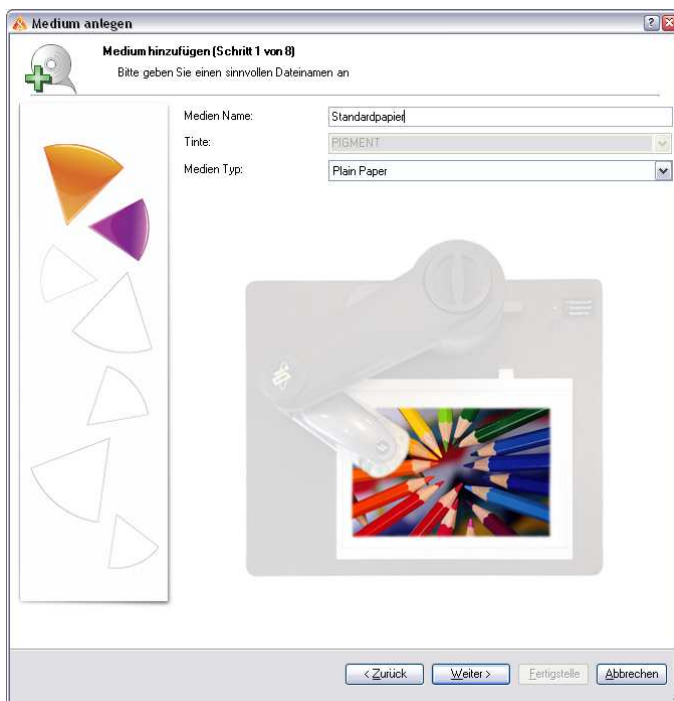 Medium anlegen
Medium hinzufügen (Schritt 1 von 8)
Bitte geben Sie einen sinnvollen Dateinamen an
Medien Name: Standardpapier
Tinte: PIGMENT
Medien Typ: Plain Paper
< Zurück Weiter > Fertigstelle Abbrechen